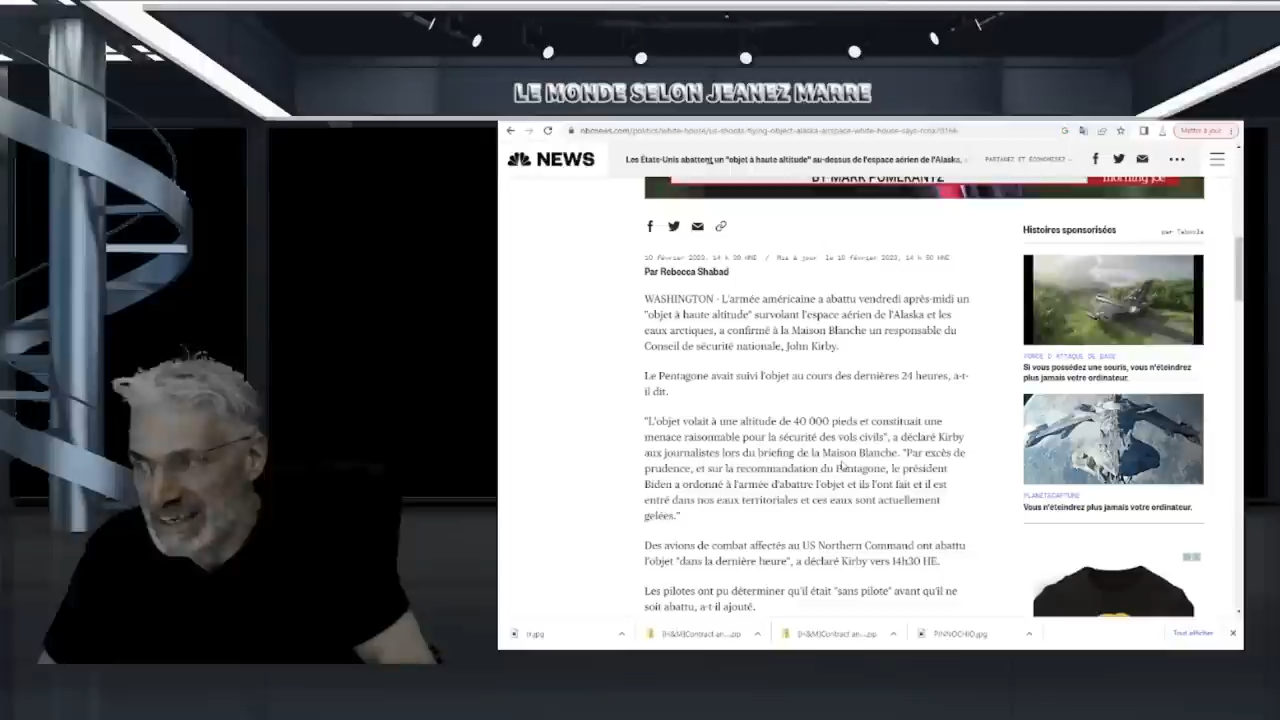 LE MONDE SELON JEANEZ MARRE
nbcnews.com/politics/white-house/us-shoots-flying-object-alaska-airspace-white-house-says-rcna70168
Mettre à jour
NEWS
Les États-Unis abattent un "objet à haute altitude" au-dessus de l'espace aérien de l'Alaska,
PARTAGEZ ET ÉCONOMISEZ
BY MARK POMERANTZ
morning joe
10 février 2023, 14 h 39 HNE / Mis à jour le 10 février 2023, 14 h 50 HNE
Par Rebecca Shabad
WASHINGTON - L'armée américaine a abattu vendredi après-midi un
"objet à haute altitude" survolant l'espace aérien de l'Alaska et les
eaux arctiques, a confirmé à la Maison Blanche un responsable du
Conseil de sécurité nationale, John Kirby.
Le Pentagone avait suivi l'objet au cours des dernières 24 heures, a-t-
il dit.
"L'objet volait à une altitude de 40 000 pieds et constituait une
menace raisonnable pour la sécurité des vols civils", a déclaré Kirby
aux journalistes lors du briefing de la Maison Blanche. "Par excès de
prudence, et sur la recommandation du Pentagone, le président
Biden a ordonné à l'armée d'abattre l'objet et ils l'ont fait et il est
entré dans nos eaux territoriales et ces eaux sont actuellement
gelées."
Des avions de combat affectés au US Northern Command ont abattu
l'objet "dans la dernière heure", a déclaré Kirby vers 14h30 HE.
Les pilotes ont pu déterminer qu'il était "sans pilote" avant qu'il ne
soit abattu, a-t-il ajouté.
Histoires sponsorisées
par Taboola
FORCE D ATTAQUE DE BASE
Si vous possédez une souris, vous n'éteindrez
plus jamais votre ordinateur.
PLANETSCAPTURE
Vous n'éteindrez plus jamais votre ordinateur.
tr.jpg
[H&M]Contract an....zip
[H&M]Contract an....zip
PINNOCHIO.jpg
Tout afficher